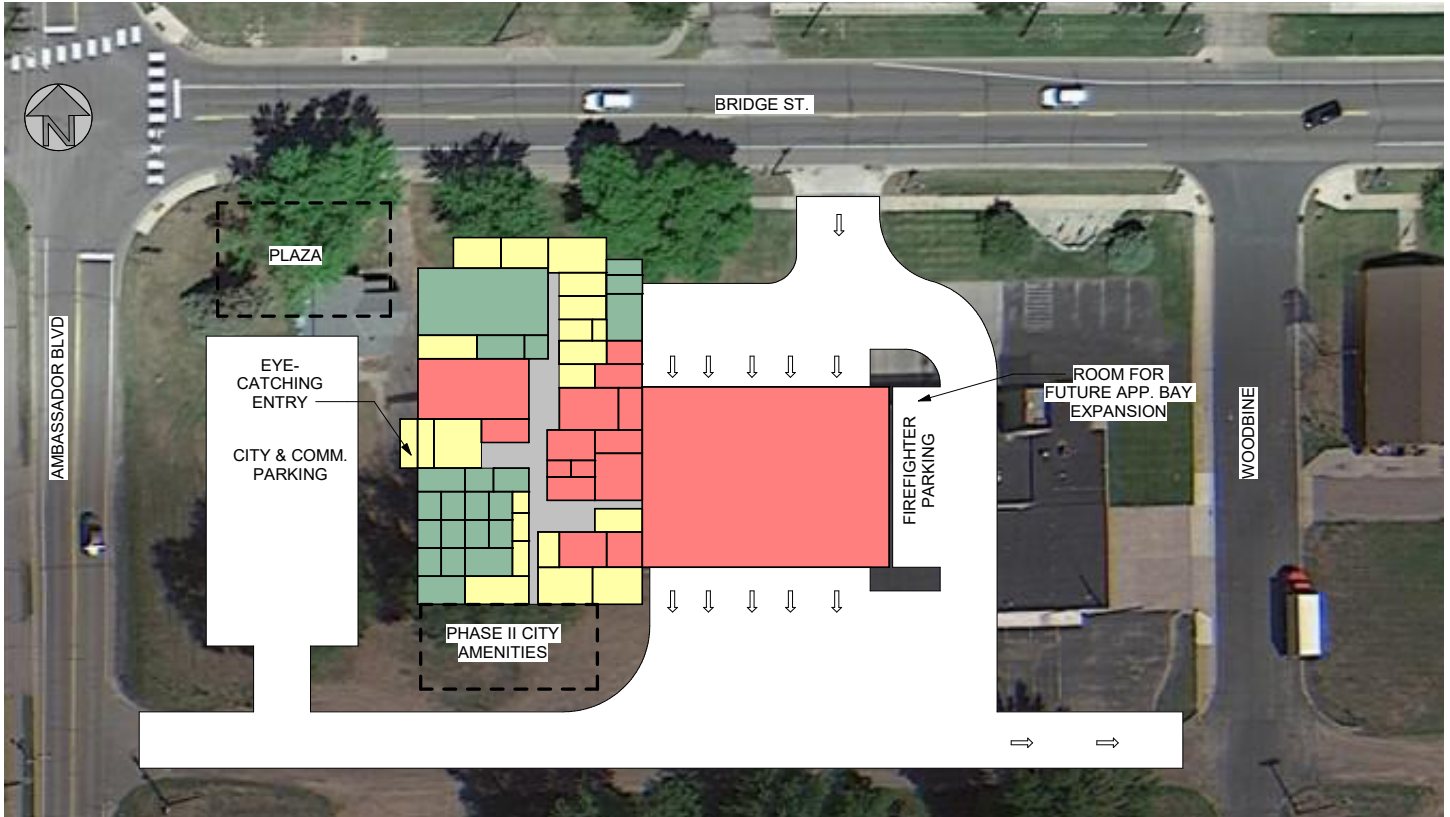 BRIDGE ST.
N
PLAZA
AMBASSADOR BLVD
EYE-
CATCHING
ENTRY
CITY & COMM.
PARKING
ROOM FOR
FUTURE APP. BAY
EXPANSION
FIREFIGHTER
PARKING
WOODBINE
PHASE II CITY
AMENITIES